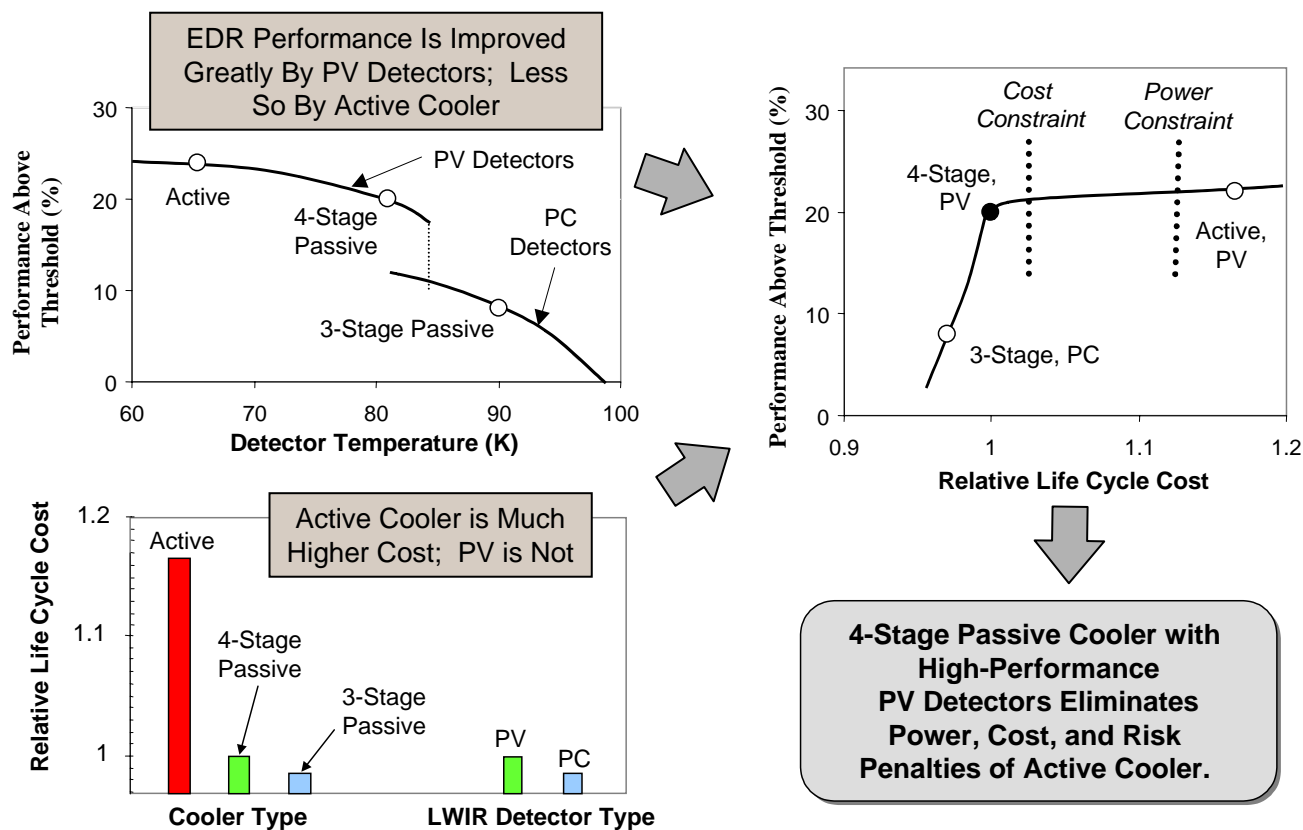 EDR Performance Is Improved
Greatly By PV Detectors; Less
So By Active Cooler
Performance Above
Threshold (%)
30
20
10
0
Active
PV Detectors
4-Stage
Passive
PC
Detectors
3-Stage Passive
60
70
80
90
100
Detector Temperature (K)
Performance Above Threshold (%)
30
20
10
0
Cost
Constraint
Power
Constraint
4-Stage,
PV
Active,
PV
3-Stage, PC
0.9
1
1.1
1.2
Relative Life Cycle Cost
Relative Life Cycle Cost
1.2
1.1
1
Active Cooler is Much
Higher Cost; PV is Not
Active
4-Stage
Passive
3-Stage
Passive
PV
PC
Cooler Type
LWIR Detector Type
4-Stage Passive Cooler with
High-Performance
PV Detectors Eliminates
Power, Cost, and Risk
Penalties of Active Cooler.